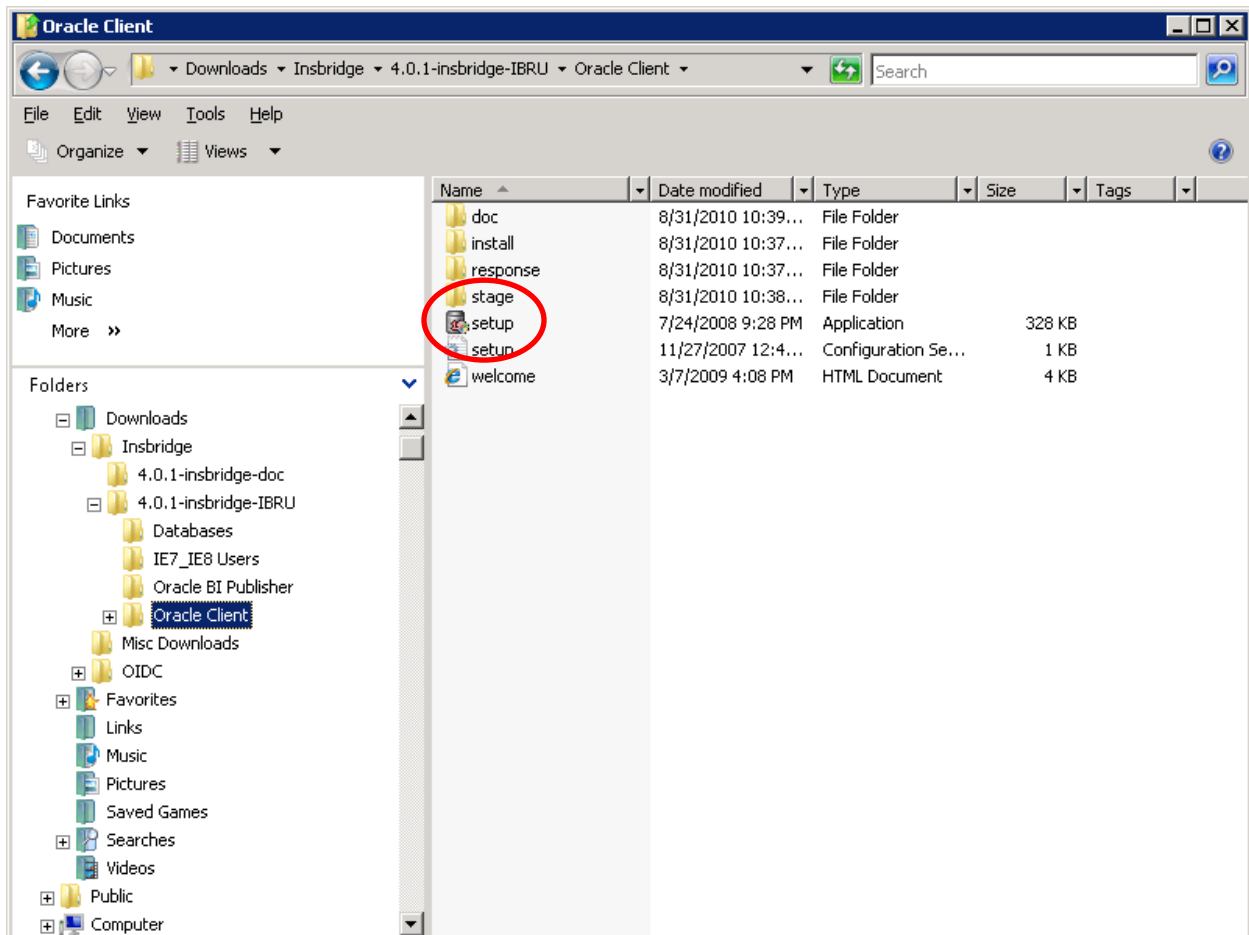 Oracle Client
Downloads Insbridge 4.0.1-insbridge-IBRU Oracle Client Search
File Edit View Tools Help
Organize Views
Favorite Links
Documents
Pictures
Music
More »
Folders
Downloads
Insbridge
4.0.1-insbridge-doc
4.0.1-insbridge-IBRU
Databases
IE7_IE8 Users
Oracle BI Publisher
Oracle Client
Misc Downloads
OIDC
Favorites
Links
Music
Pictures
Saved Games
Searches
Videos
Public
Computer
Name Date modified Type Size Tags
doc 8/31/2010 10:39... File Folder
install 8/31/2010 10:37... File Folder
response 8/31/2010 10:37... File Folder
stage 8/31/2010 10:38... File Folder
setup 7/24/2008 9:28 PM Application 328 KB
setup 11/27/2007 12:4... Configuration Se... 1 KB
welcome 3/7/2009 4:08 PM HTML Document 4 KB